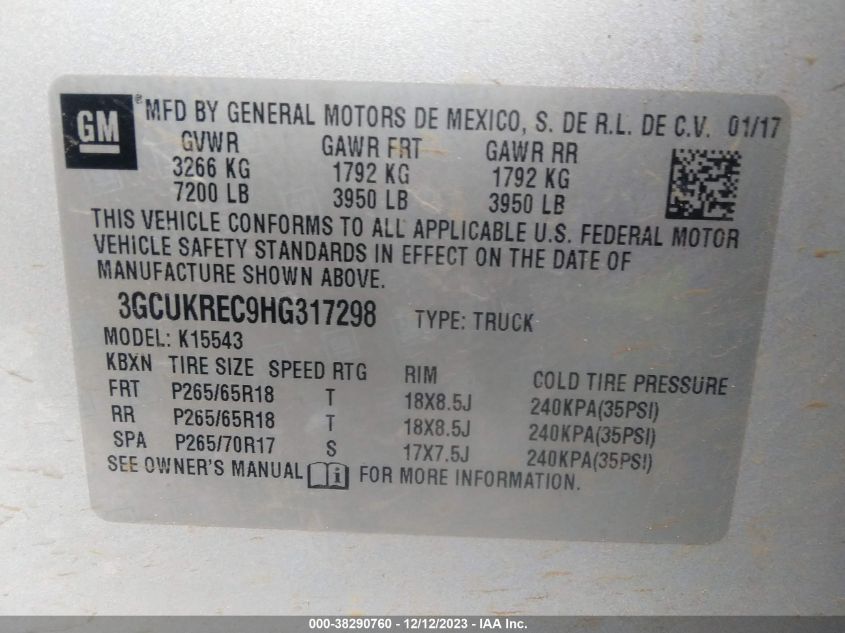 GM ® MFD BY GENERAL MOTORS DE MEXICO, S. DE R.L. DE C.V. 01/17
GVWR GAWR FRT GAWR RR
3266 KG 1792 KG 1792 KG
7200 LB 3950 LB 3950 LB
THIS VEHICLE CONFORMS TO ALL APPLICABLE U.S. FEDERAL MOTOR
VEHICLE SAFETY STANDARDS IN EFFECT ON THE DATE OF
MANUFACTURE SHOWN ABOVE.
3GCUKREC9HG317298 TYPE: TRUCK
MODEL: K15543
KBXN TIRE SIZE SPEED RTG RIM COLD TIRE PRESSURE
FRT P265/65R18 T 18X8.5J 240KPA(35PSI)
RR P265/65R18 T 18X8.5J 240KPA(35PSI)
SPA P265/70R17 S 17X7.5J 240KPA(35PSI)
SEE OWNER'S MANUAL i FOR MORE INFORMATION.
000-38290760 - 12/12/2023 - IAA Inc.